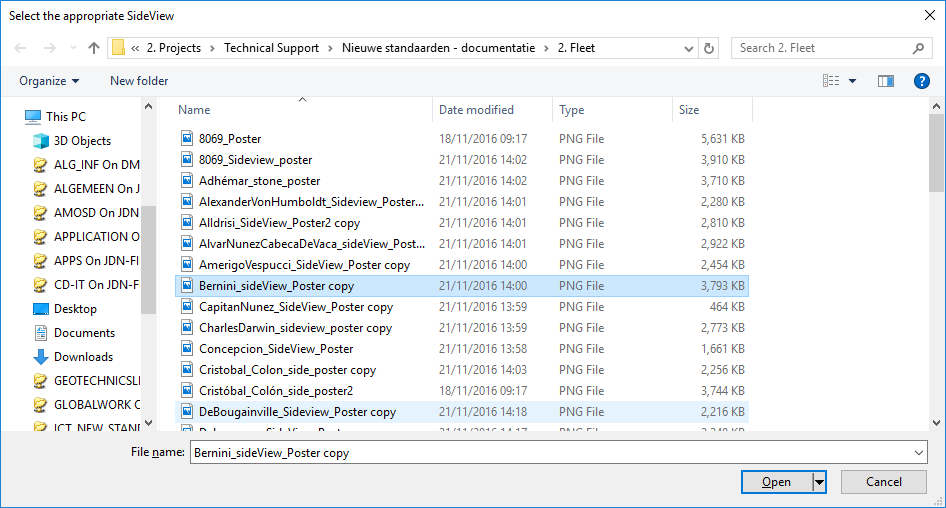 Select the appropriate SideView
« 2. Projects › Technical Support › Nieuwe standaarden - documentatie › 2. Fleet
Search 2. Fleet
Organize
New folder
This PC
3D Objects
ALG_INF On DM
ALGEMEEN On J
AMOSD On JDN
APPLICATION O
APPS On JDN-FI
CD-IT On JDN-F
Desktop
Documents
Downloads
GEOTECHNICSLI
GLOBALWORK O
ICT_NEW_STAND
Name Date modified Type Size
8069_Poster 18/11/2016 09:17 PNG File 5,631 KB
8069_Sideview_poster 21/11/2016 14:02 PNG File 3,910 KB
Adhémar_stone_poster 21/11/2016 14:02 PNG File 3,710 KB
AlexanderVonHumboldt_Sideview_Poster... 21/11/2016 14:01 PNG File 2,280 KB
AlIdrisi_SideView_Poster2 copy 21/11/2016 14:01 PNG File 2,810 KB
AlvarNunezCabecaDeVaca_sideView_Post... 21/11/2016 14:01 PNG File 2,922 KB
AmerigoVespucci_SideView_Poster copy 21/11/2016 14:00 PNG File 2,454 KB
Bernini_sideView_Poster copy 21/11/2016 14:00 PNG File 3,793 KB
CapitanNunez_SideView_Poster copy 21/11/2016 13:59 PNG File 464 KB
CharlesDarwin_sideview_poster copy 21/11/2016 13:59 PNG File 2,773 KB
Concepcion_SideView_Poster 21/11/2016 13:58 PNG File 1,661 KB
Cristobal_Colon_side_poster copy 21/11/2016 14:03 PNG File 2,256 KB
Cristóbal_Colón_side_poster2 18/11/2016 09:17 PNG File 3,744 KB
DeBougainville_Sideview_Poster copy 21/11/2016 14:18 PNG File 2,216 KB
File name: Bernini_sideView_Poster copy
Open
Cancel